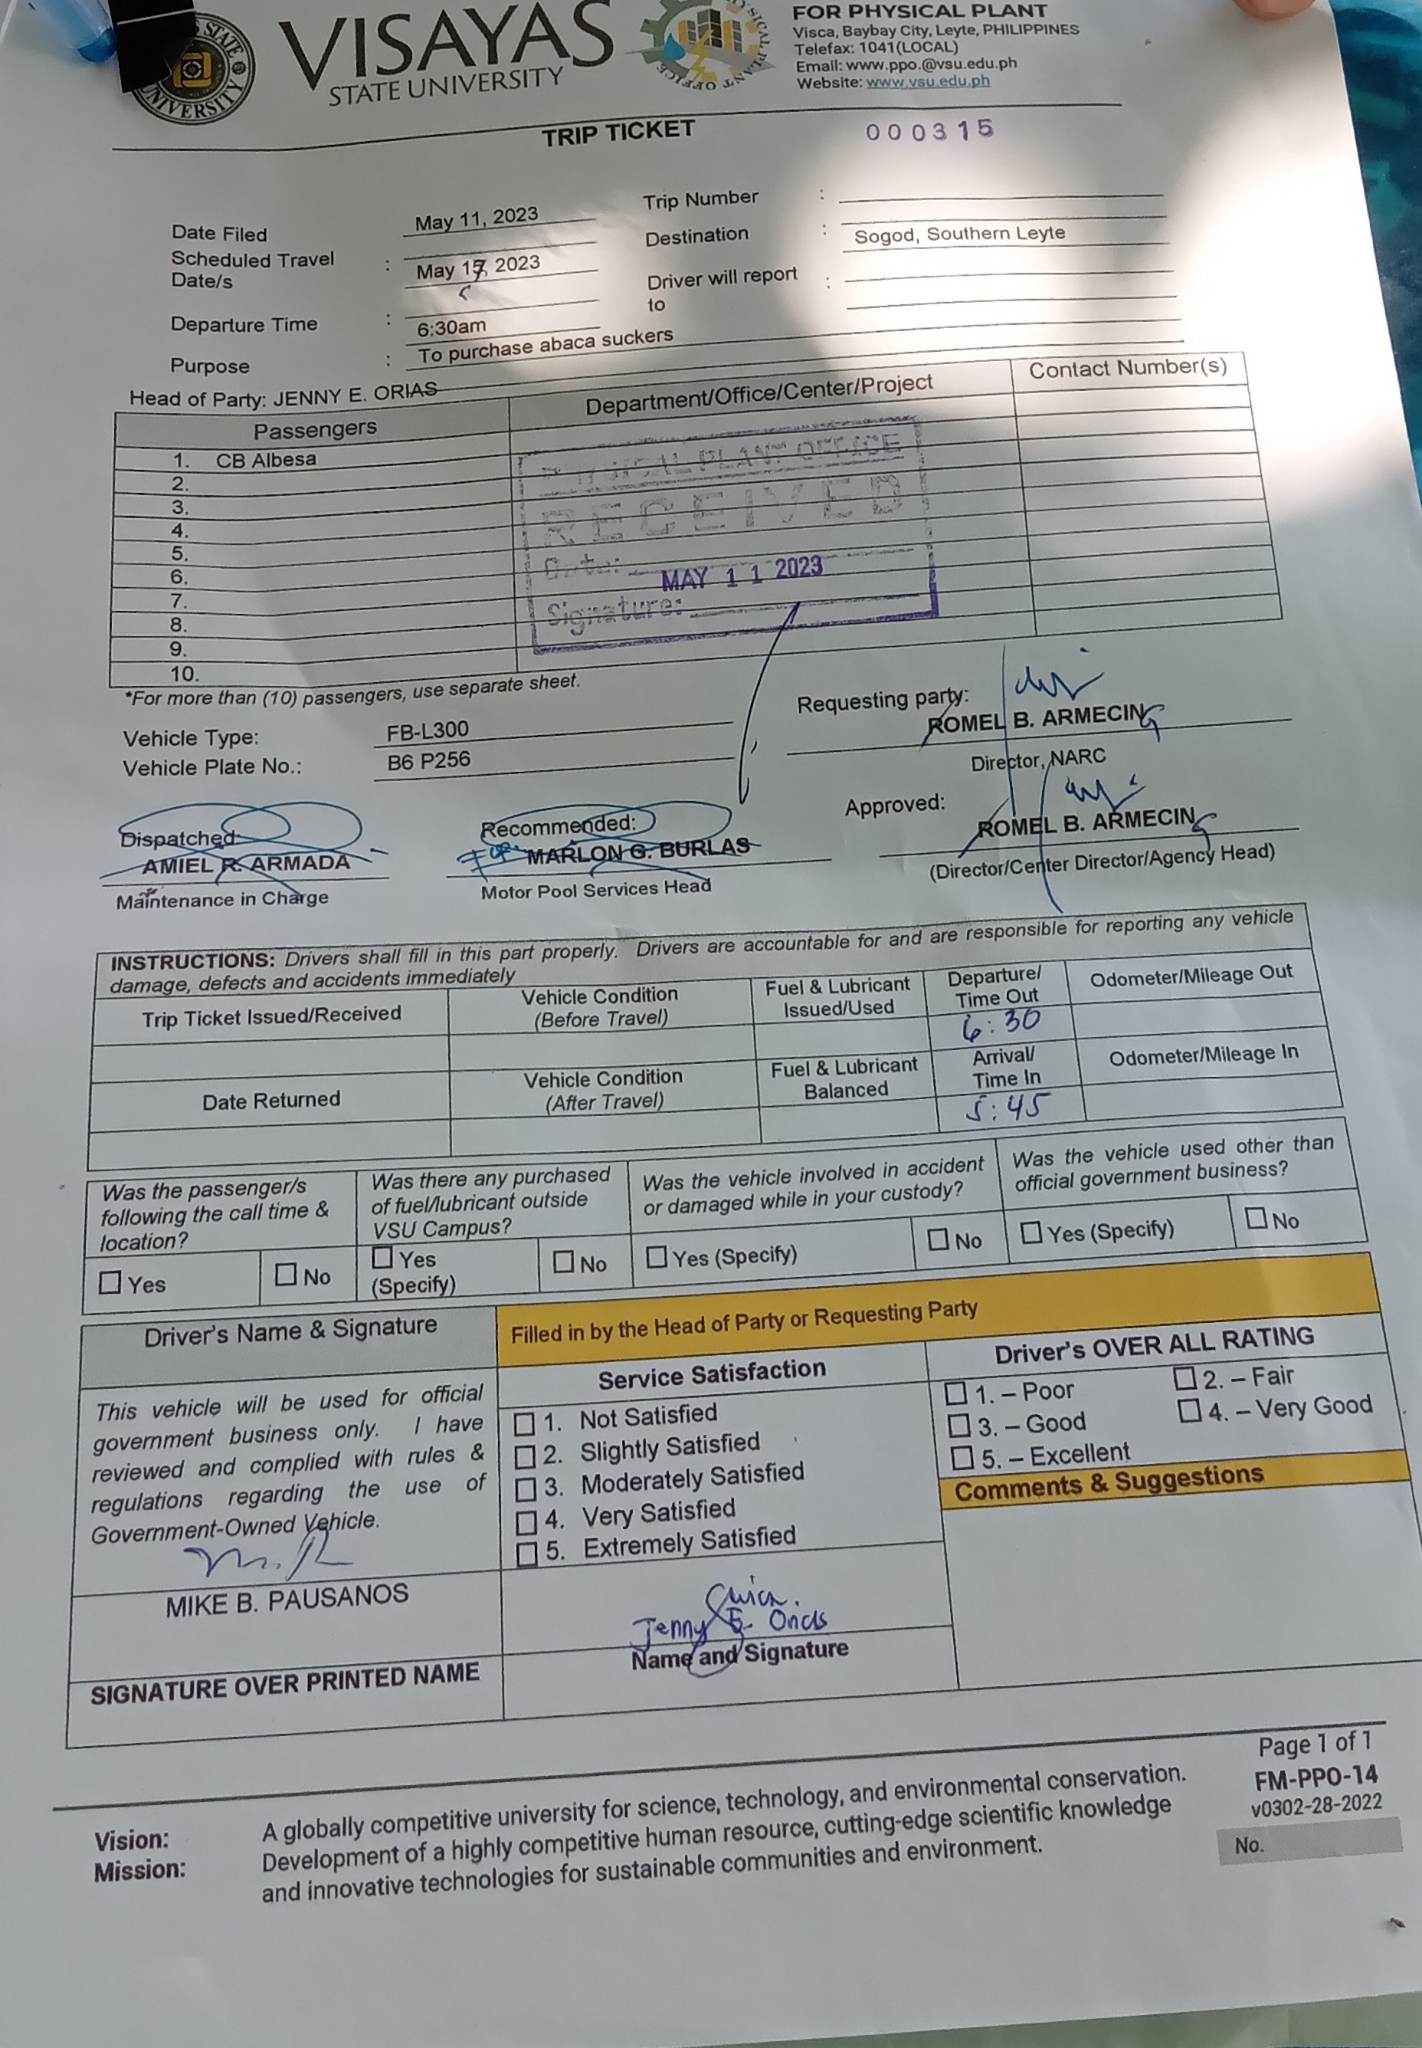 VISAYAS
STATE UNIVERSITY
FOR PHYSICAL PLANT
Visca, Baybay City, Leyte, PHILIPPINES
Telefax: 1041(LOCAL)
Email: www.ppo.@vsu.edu.ph
Website: www.vsu.edu.ph
TRIP TICKET
000315
Date Filed May 11, 2023
Trip Number :
Scheduled Travel Date/s : May 17, 2023
Destination : Sogod, Southern Leyte
Departure Time : 6:30am
Driver will report to :
Purpose : To purchase abaca suckers
Head of Party: JENNY E. ORIAS
Passengers Department/Office/Center/Project Contact Number(s)
1. CB Albesa
2.
3.
4.
5.
6.
7.
8.
9.
10.
PHYSICAL PLANT OFFICE
RECEIVED
Date: MAY 11 2023
Signature:
*For more than (10) passengers, use separate sheet.
Vehicle Type: FB-L300
Vehicle Plate No.: B6 P256
Requesting party:
ROMEL B. ARMECIN
Director, NARC
Dispatched:
AMIEL R. ARMADA
Maintenance in Charge
Recommended:
For MARLON G. BURLAS
Motor Pool Services Head
Approved:
ROMEL B. ARMECIN
(Director/Center Director/Agency Head)
INSTRUCTIONS: Drivers shall fill in this part properly. Drivers are accountable for and are responsible for reporting any vehicle
damage, defects and accidents immediately
Trip Ticket Issued/Received
Vehicle Condition
(Before Travel)
Fuel & Lubricant
Issued/Used
Departure/
Time Out
Odometer/Mileage Out
6:30
Date Returned
Vehicle Condition
(After Travel)
Fuel & Lubricant
Balanced
Arrival/
Time In
Odometer/Mileage In
5:45
Was the passenger/s
following the call time &
location?
Yes No
Was there any purchased
of fuel/lubricant outside
VSU Campus?
Yes
(Specify)
No
Was the vehicle involved in accident
or damaged while in your custody?
Yes (Specify) No
Was the vehicle used other than
official government business?
Yes (Specify) No
Driver's Name & Signature
This vehicle will be used for official
government business only. I have
reviewed and complied with rules &
regulations regarding the use of
Government-Owned Vehicle.
MIKE B. PAUSANOS
SIGNATURE OVER PRINTED NAME
Filled in by the Head of Party or Requesting Party
Service Satisfaction
1. Not Satisfied
2. Slightly Satisfied
3. Moderately Satisfied
4. Very Satisfied
5. Extremely Satisfied
Jenny E. Orias
Name and Signature
Driver's OVER ALL RATING
1. – Poor 2. – Fair
3. – Good 4. – Very Good
5. – Excellent
Comments & Suggestions
Page 1 of 1
FM-PPO-14
v0302-28-2022
No.
Vision: A globally competitive university for science, technology, and environmental conservation.
Mission: Development of a highly competitive human resource, cutting-edge scientific knowledge
and innovative technologies for sustainable communities and environment.